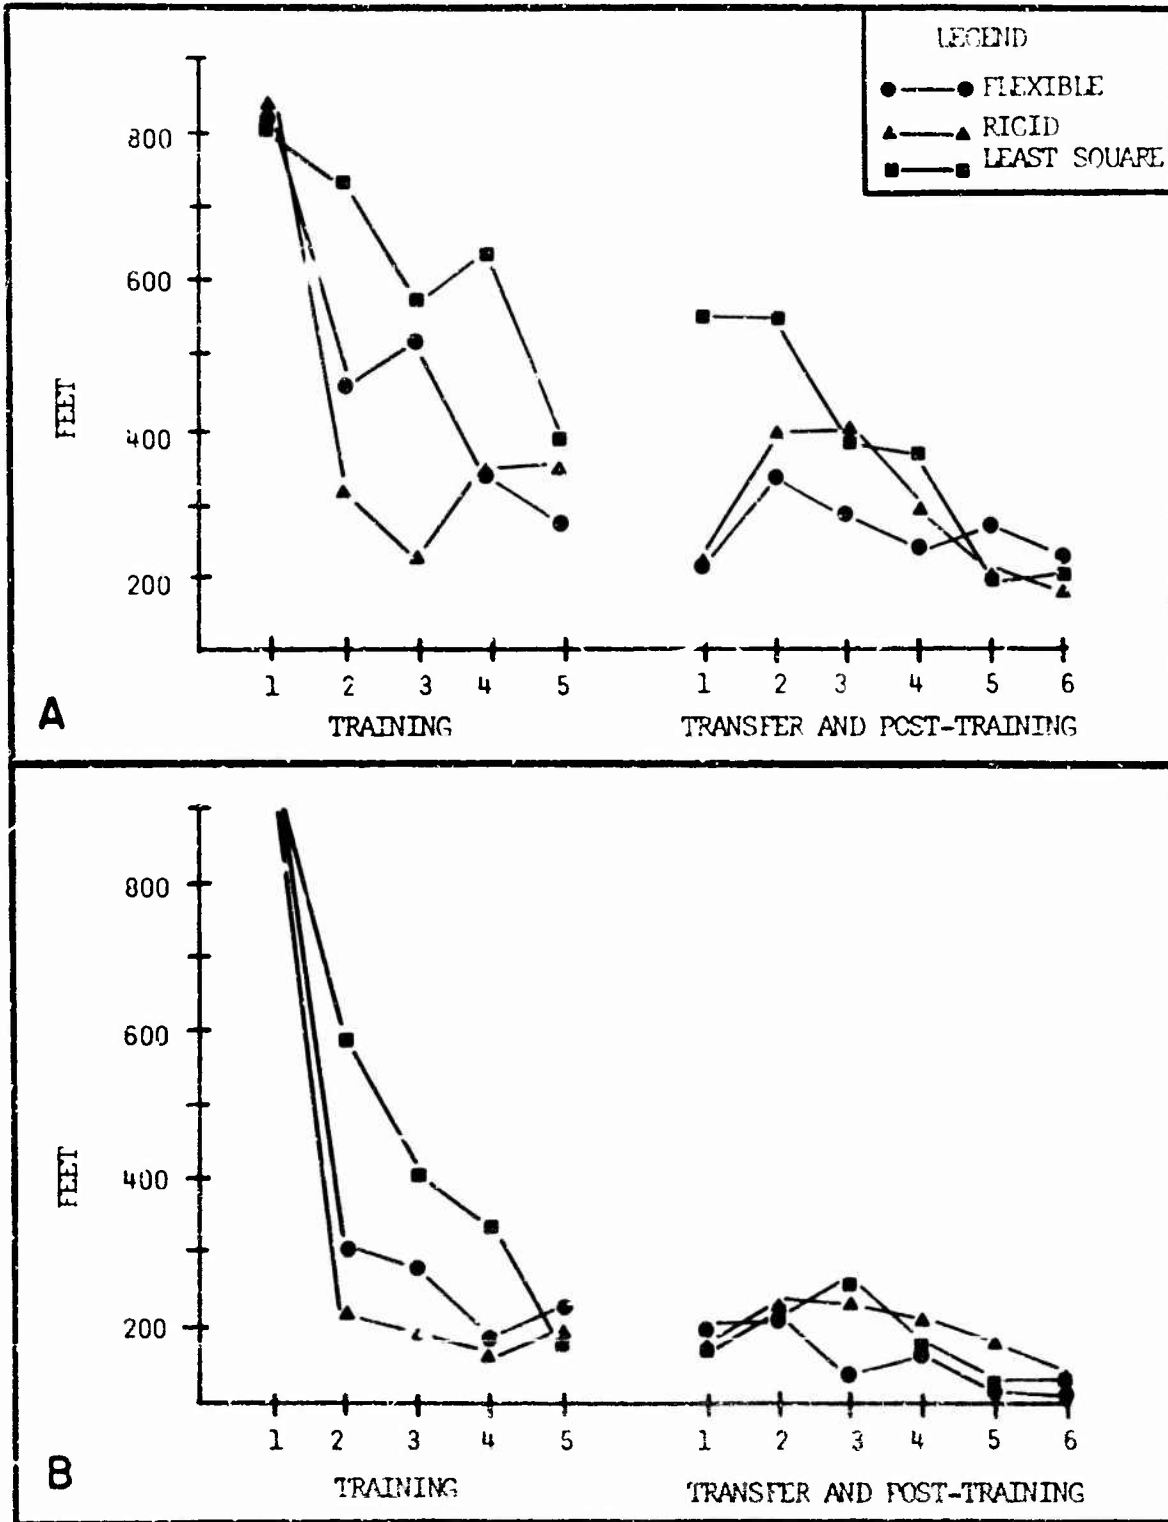 LEGEND
FLEXIBLE
RIGID
LEAST SQUARE
800
600
400
200
FEET
1 2 3 4 5
1 2 3 4 5 6
A
TRAINING
TRANSFER AND POST-TRAINING
800
600
400
200
FEET
1 2 3 4 5
1 2 3 4 5 6
B
TRAINING
TRANSFER AND POST-TRAINING